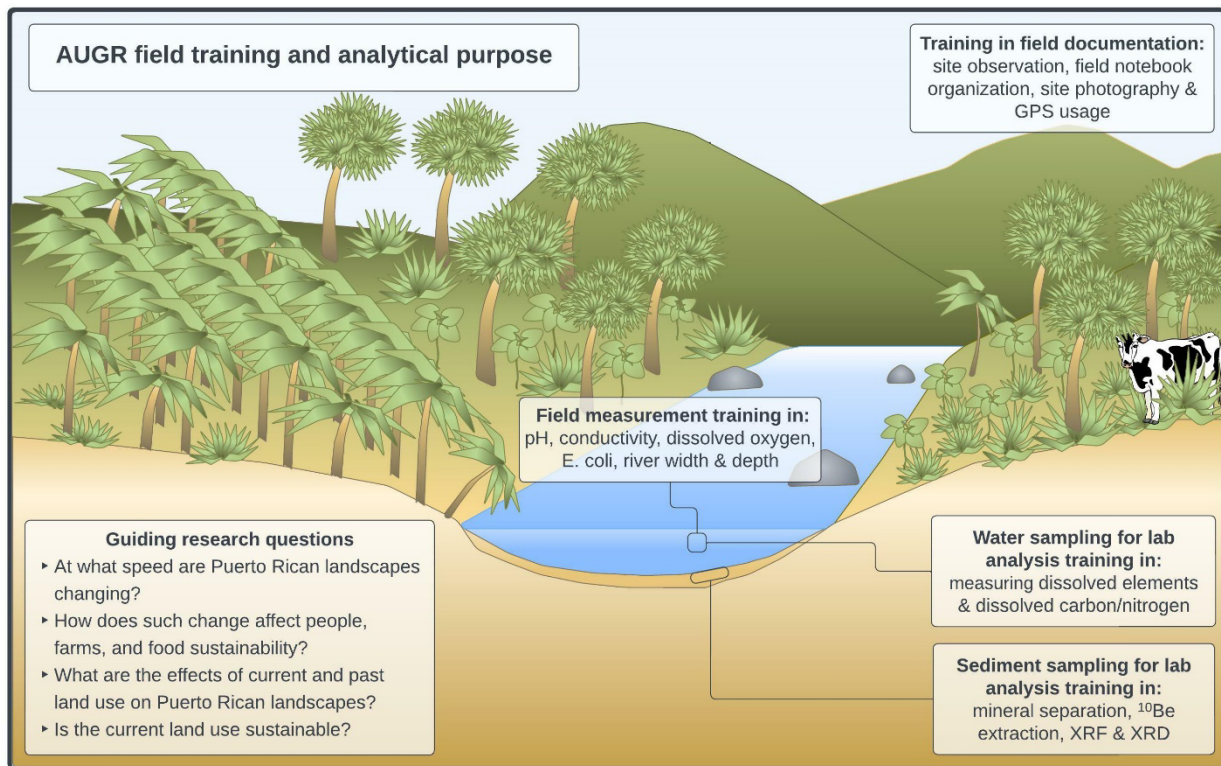 AUGR field training and analytical purpose
Training in field documentation:
site observation, field notebook
organization, site photography &
GPS usage
Field measurement training in:
pH, conductivity, dissolved oxygen,
E. coli, river width & depth
Guiding research questions
‣ At what speed are Puerto Rican landscapes
changing?
‣ How does such change affect people,
farms, and food sustainability?
‣ What are the effects of current and past
land use on Puerto Rican landscapes?
‣ Is the current land use sustainable?
Water sampling for lab
analysis training in:
measuring dissolved elements
& dissolved carbon/nitrogen
Sediment sampling for lab
analysis training in:
mineral separation, ¹⁰Be
extraction, XRF & XRD